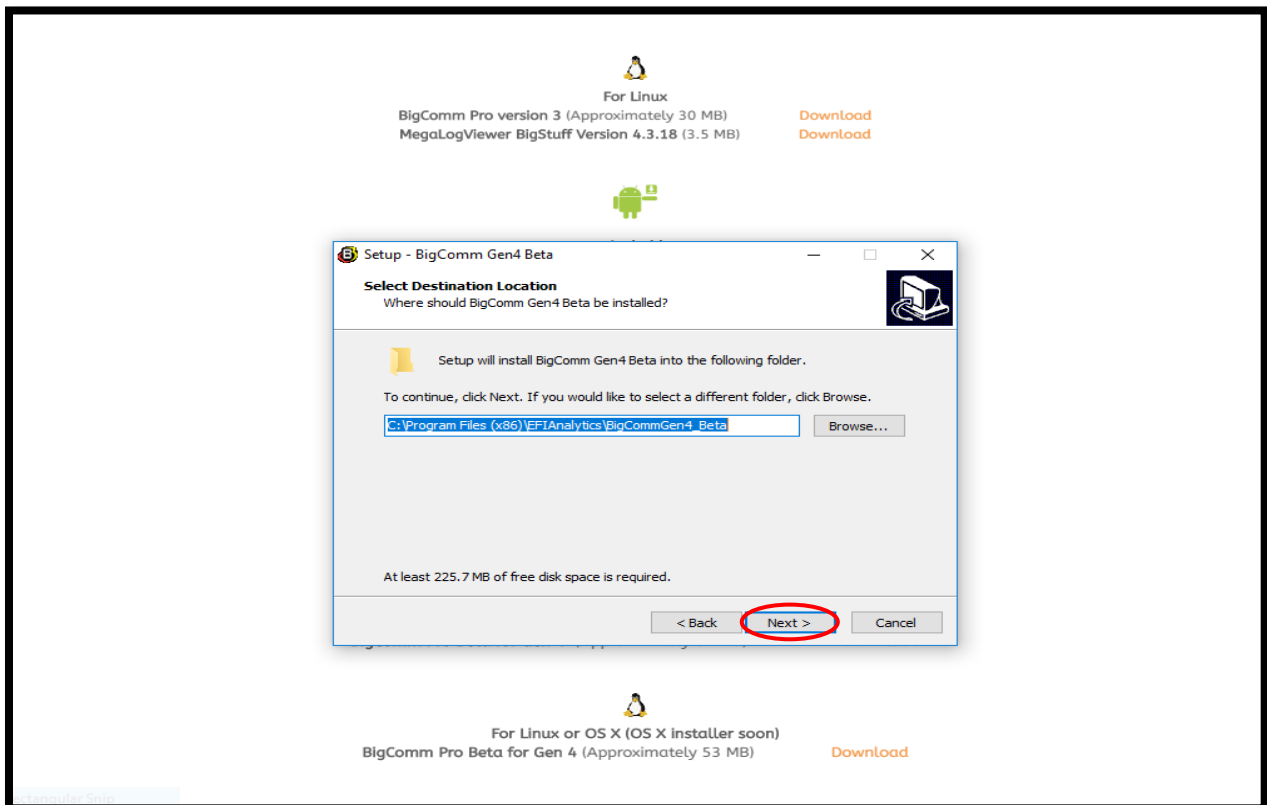 For Linux
BigComm Pro version 3 (Approximately 30 MB) Download
MegaLogViewer BigStuff Version 4.3.18 (3.5 MB) Download
Setup - BigComm Gen4 Beta
Select Destination Location
Where should BigComm Gen4 Beta be installed?
Setup will install BigComm Gen4 Beta into the following folder.
To continue, click Next. If you would like to select a different folder, click Browse.
C:\Program Files (x86)\EFIAnalytics\BigCommGen4_Beta Browse...
At least 225.7 MB of free disk space is required.
< Back Next > Cancel
For Linux or OS X (OS X installer soon)
BigComm Pro Beta for Gen 4 (Approximately 53 MB) Download
ectangular Snip